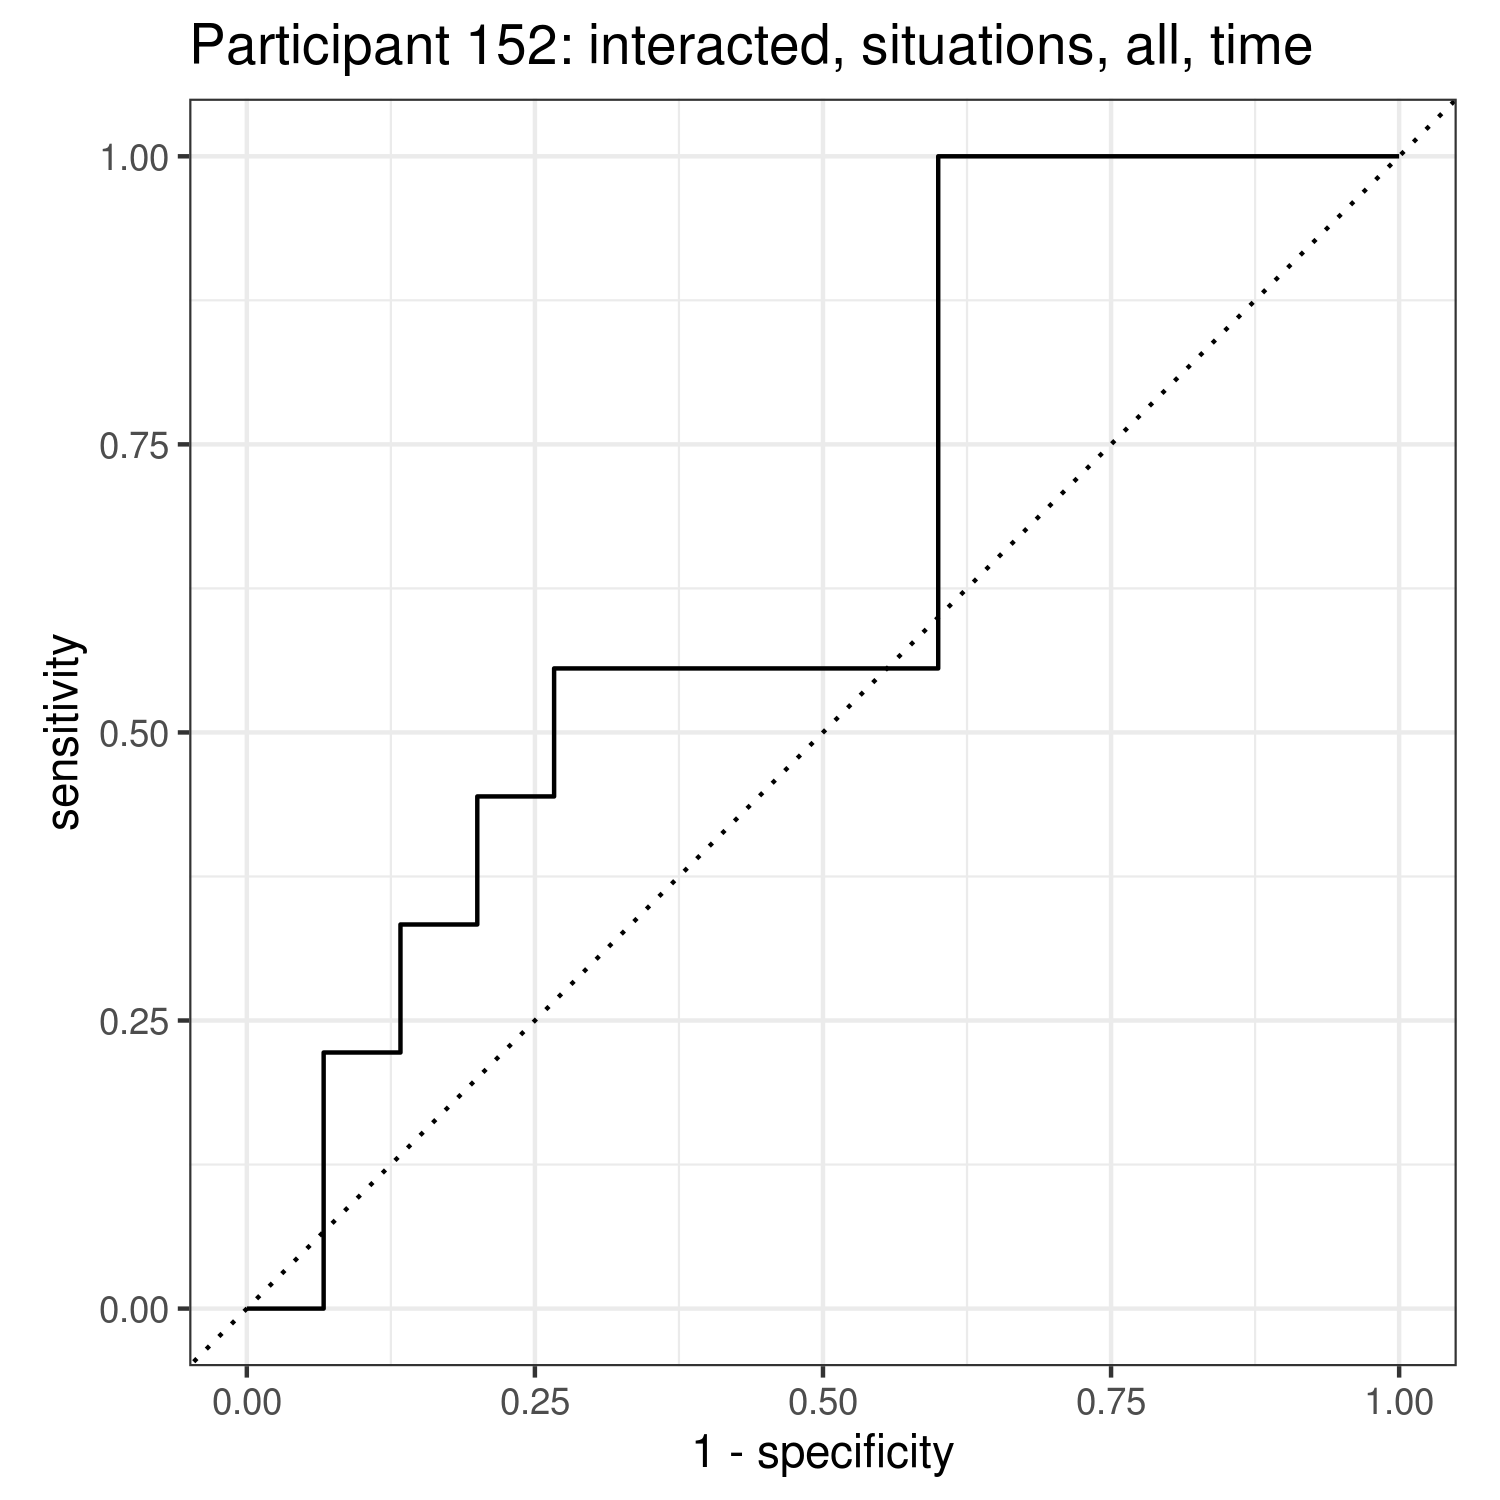 Participant 152: interacted, situations, all, time
1.00
0.75
0.50
0.25
0.00
sensitivity
0.00 0.25 0.50 0.75 1.00
1 - specificity